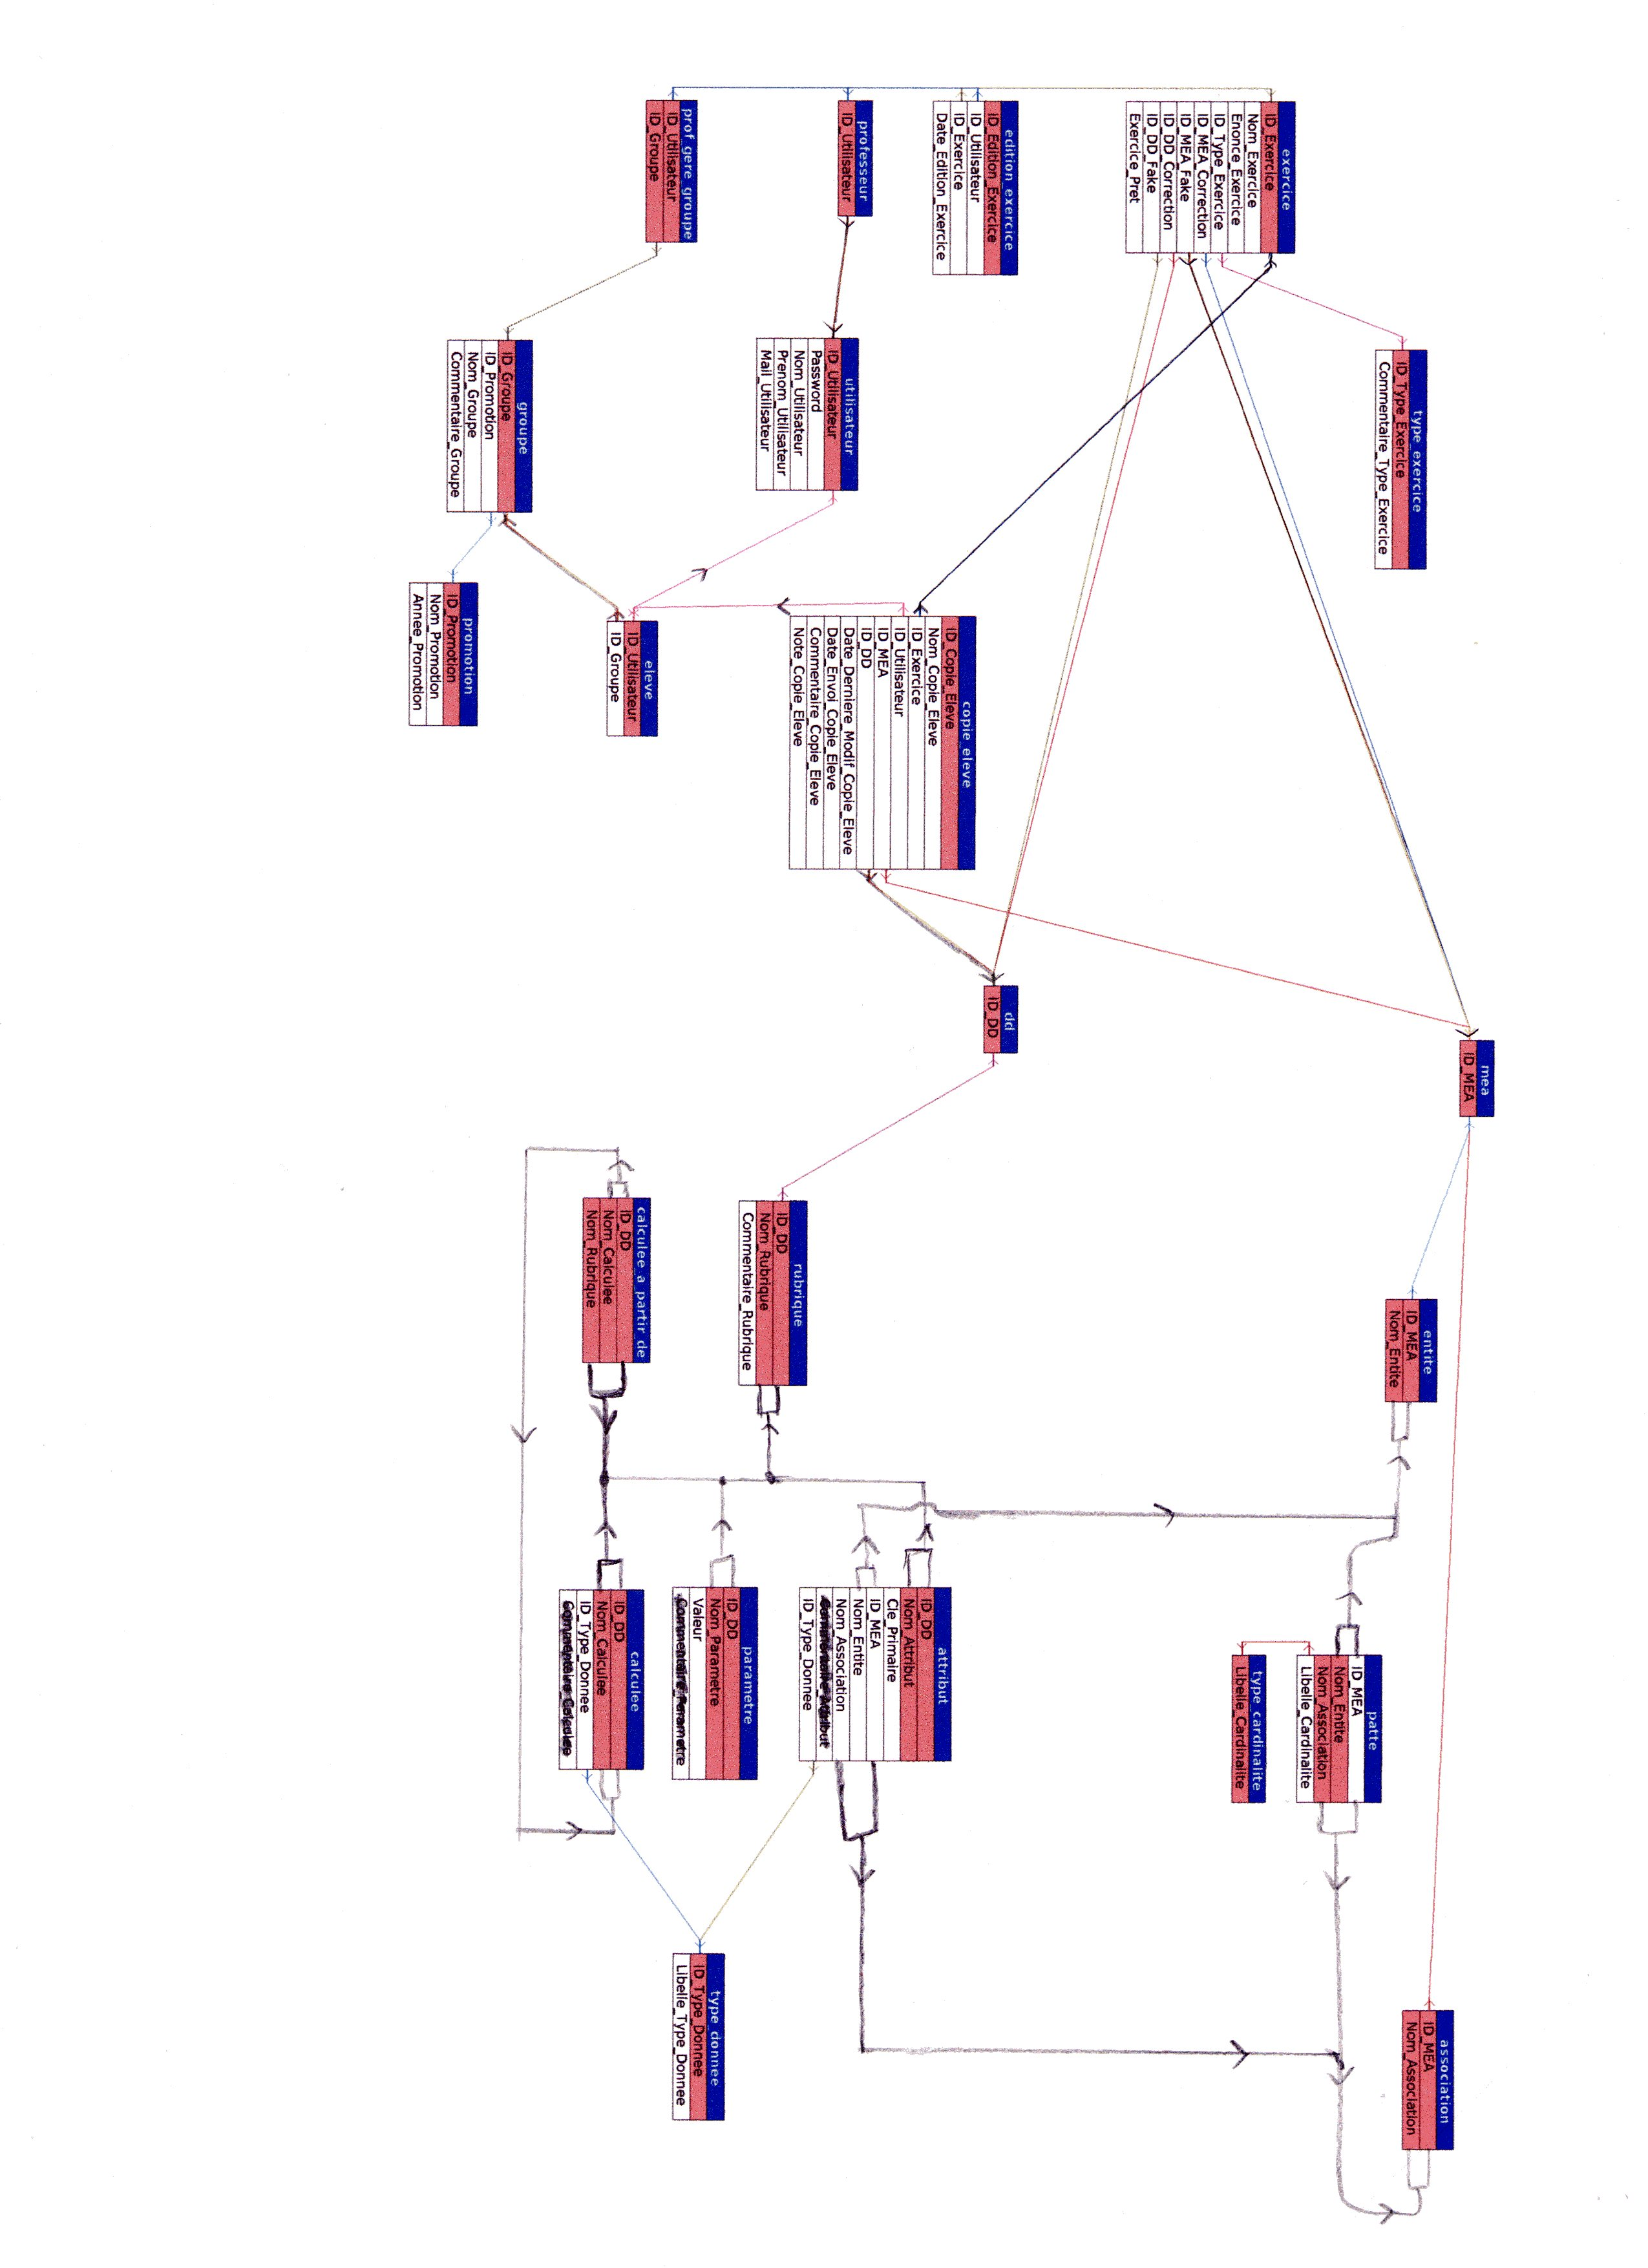 type_exercice
ID_Type_Exercice
Commentaire_Type_Exercice
exercice
ID_Exercice
Nom_Exercice
Enonce_Exercice
ID_Type_Exercice
ID_MEA_Correction
ID_MEA_Fake
ID_DD_Correction
ID_DD_Fake
Exercice_Pret
mea
ID_MEA
entite
ID_MEA
Nom_Entite
association
ID_MEA
Nom_Association
patte
ID_MEA
Nom_Entite
Nom_Association
Libelle_Cardinalite
type_cardinalite
Libelle_Cardinalite
edition_exercice
ID_Edition_Exercice
ID_Utilisateur
ID_Exercice
Date_Edition_Exercice
dd
ID_DD
copie_eleve
ID_Copie_Eleve
Nom_Copie_Eleve
ID_Exercice
ID_Utilisateur
ID_MEA
ID_DD
Date_Derniere_Modif_Copie_Eleve
Date_Envoi_Copie_Eleve
Commentaire_Copie_Eleve
Note_Copie_Eleve
attribut
ID_DD
Nom_Attribut
Cle_Primaire
ID_MEA
Nom_Entite
Nom_Association
ID_Type_Donnee
professeur
ID_Utilisateur
utilisateur
ID_Utilisateur
Password
Nom_Utilisateur
Prenom_Utilisateur
Mail_Utilisateur
rubrique
ID_DD
Nom_Rubrique
Commentaire_Rubrique
parametre
ID_DD
Nom_Parametre
Valeur
Commentaire_Parametre
type_donnee
ID_Type_Donnee
Libelle_Type_Donnee
prof_gere_groupe
ID_Utilisateur
ID_Groupe
eleve
ID_Utilisateur
ID_Groupe
calculee_a_partir_de
ID_DD
Nom_Calculee
Nom_Rubrique
calculee
ID_DD
Nom_Calculee
ID_Type_Donnee
Commentaire_Calculee
groupe
ID_Groupe
ID_Promotion
Nom_Groupe
Commentaire_Groupe
promotion
ID_Promotion
Nom_Promotion
Annee_Promotion